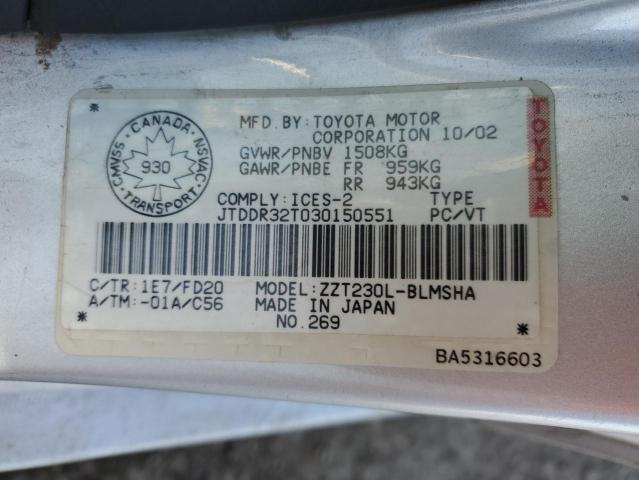 * CANADA · NSVAC · TRANSPORT · CMVSS ·
930
MFD.BY:TOYOTA MOTOR
CORPORATION 10/02
GVWR/PNBV 1508KG
GAWR/PNBE FR 959KG
RR 943KG
COMPLY:ICES-2 TYPE
JTDDR32T030150551 PC/VT
C/TR:1E7/FD20 MODEL:ZZT230L-BLMSHA
A/TM:-01A/C56 MADE IN JAPAN
NO.269
* *
BA5316603
TOYOTA